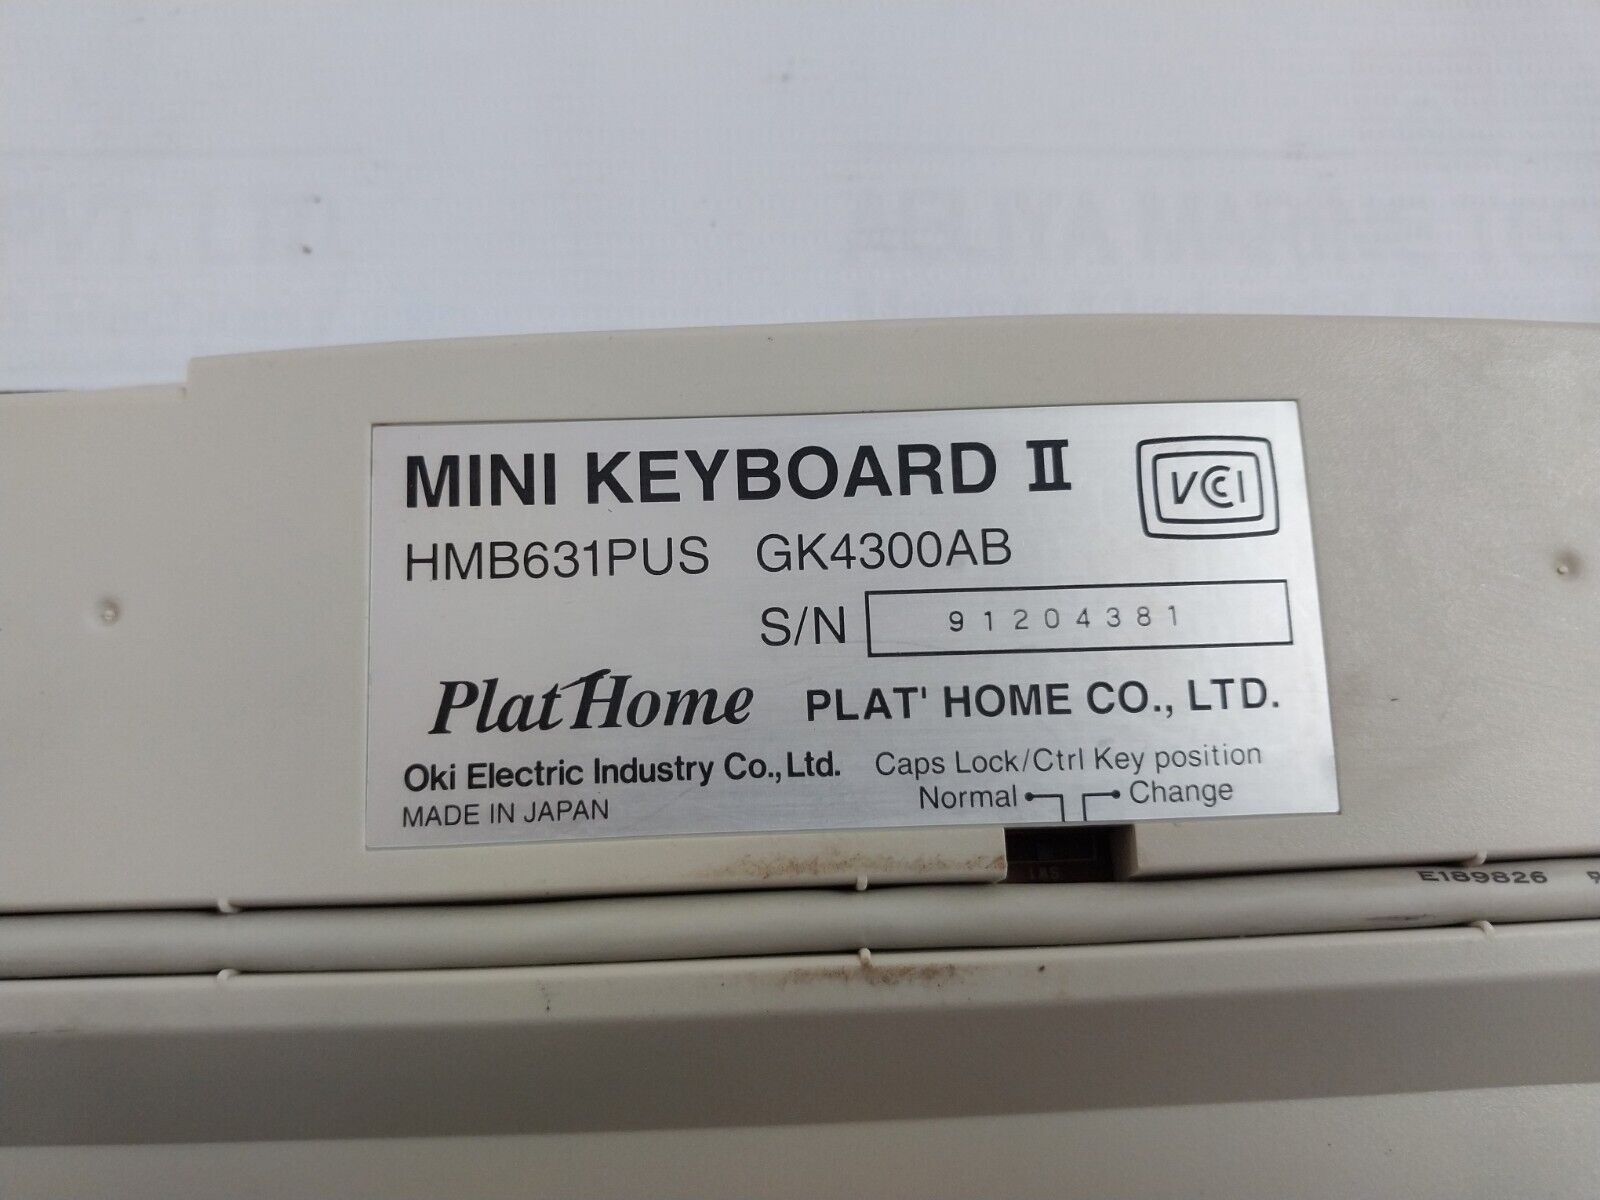 MINI KEYBOARD II
VCCI
HMB631PUS GK4300AB
S/N 91204381
PlatHome PLAT' HOME CO., LTD.
Oki Electric Industry Co., Ltd.
MADE IN JAPAN
Caps Lock/Ctrl Key position
Normal Change
SW1
E189826